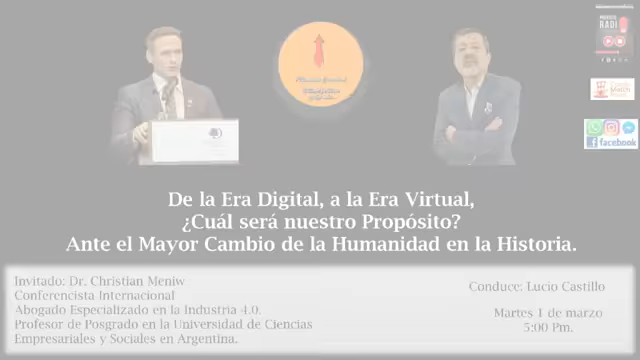 RADI
facebook
De la Era Digital, a la Era Virtual,
¿Cuál será nuestro Propósito?
Ante el Mayor Cambio de la Humanidad en la Historia.
Invitado: Dr. Christian Meniw
Conferencista Internacional
Abogado Especializado en la Industria 4.0.
Profesor de Posgrado en la Universidad de Ciencias
Empresariales y Sociales en Argentina.
Conduce: Lucio Castillo
Martes 1 de marzo
5:00 Pm.